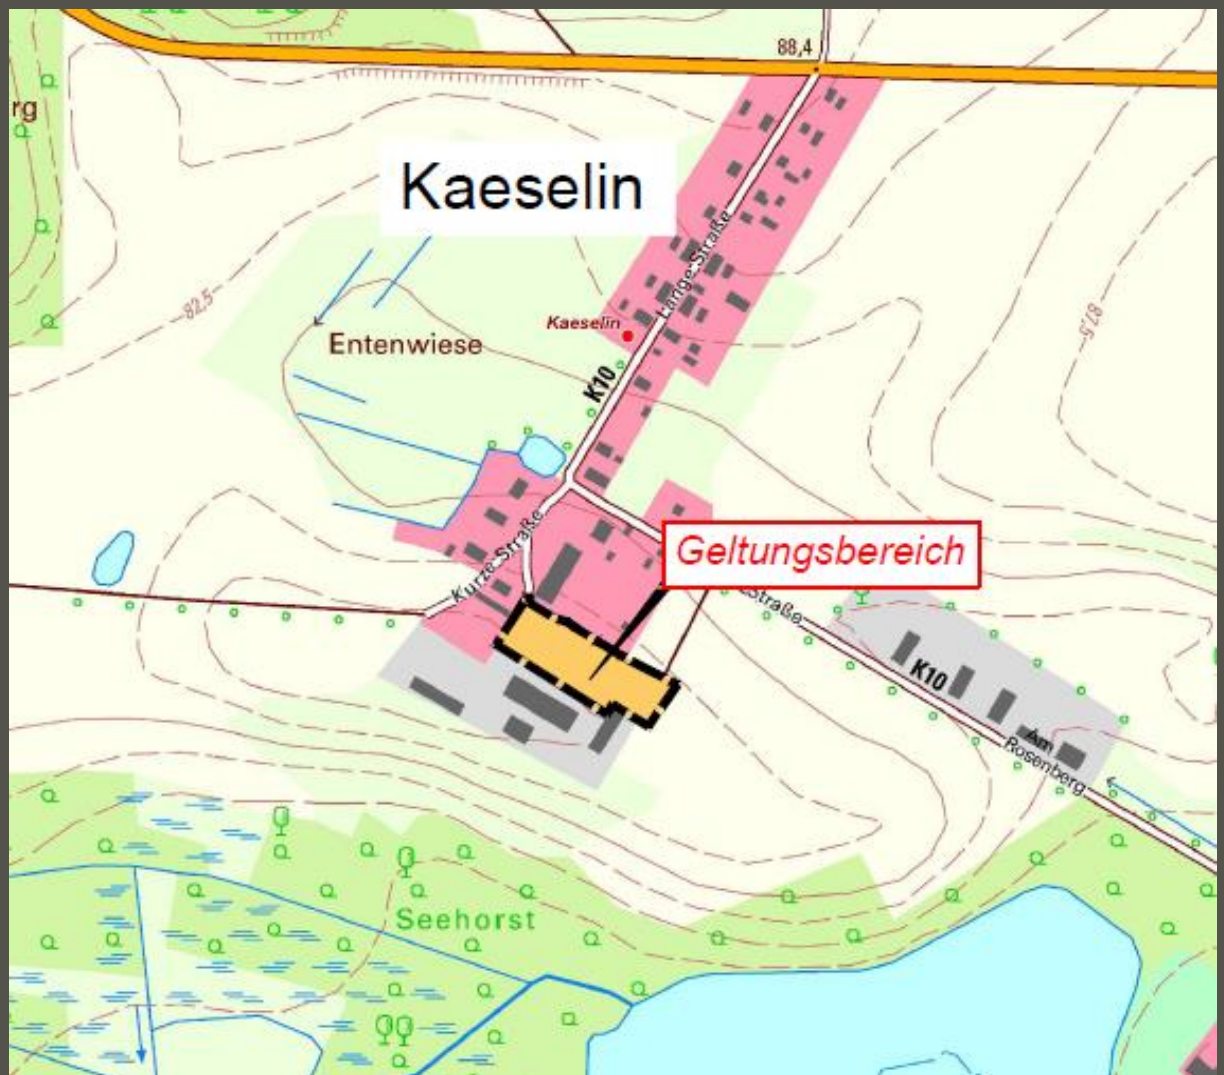 88,4
rg
Kaeselin
Lange Straße
82,5
87,5
Kaeselin
Entenwiese
K10
Kurze Straße
Geltungsbereich
Straße
K10
Am
Rosenberg
Seehorst